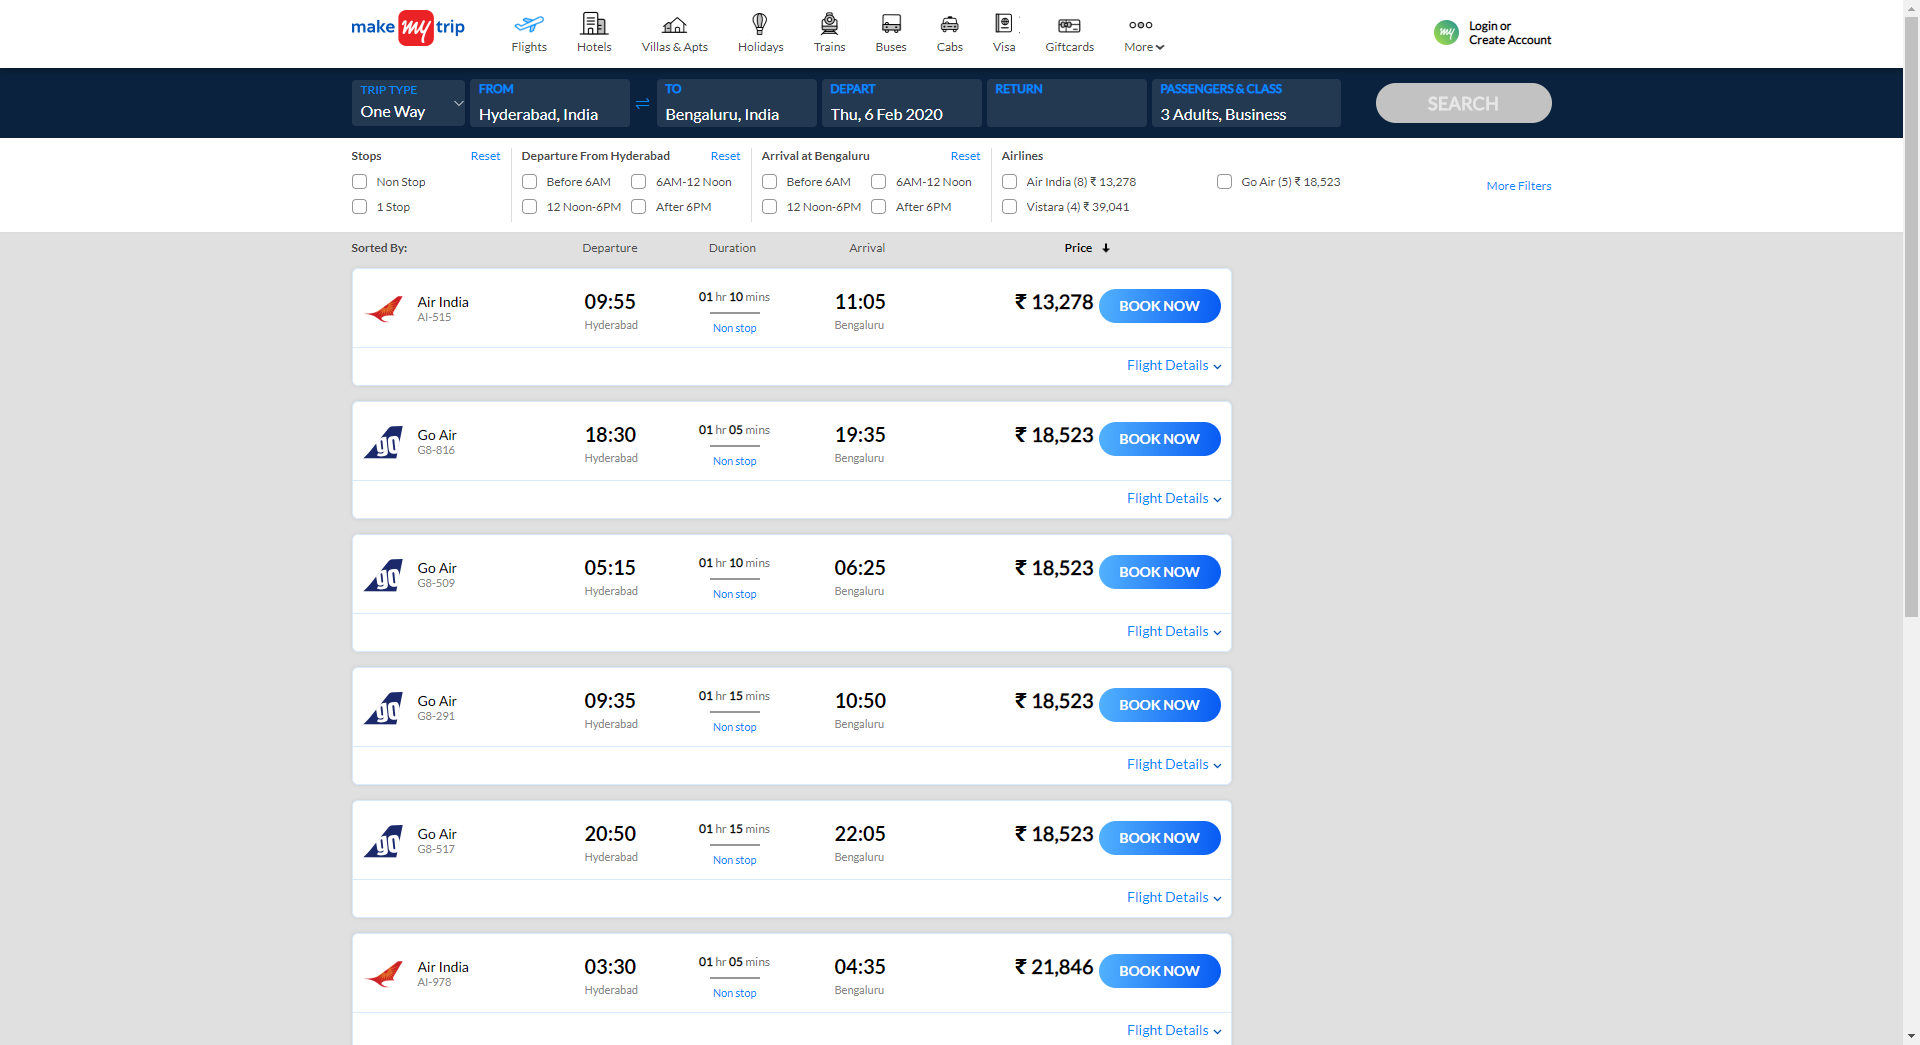 make my trip
Flights
Hotels
Villas & Apts
Holidays
Trains
Buses
Cabs
Visa
Giftcards
More
my
Login or
Create Account
TRIP TYPE
One Way
FROM
Hyderabad, India
TO
Bengaluru, India
DEPART
Thu, 6 Feb 2020
RETURN
PASSENGERS & CLASS
3 Adults, Business
SEARCH
Stops Reset
Non Stop
1 Stop
Departure From Hyderabad Reset
Before 6AM 6AM-12 Noon
12 Noon-6PM After 6PM
Arrival at Bengaluru Reset
Before 6AM 6AM-12 Noon
12 Noon-6PM After 6PM
Airlines
Air India (8) ₹ 13,278 Go Air (5) ₹ 18,523
Vistara (4) ₹ 39,041
More Filters
Sorted By: Departure Duration Arrival Price
Air India
AI-515
09:55
Hyderabad
01 hr 10 mins
Non stop
11:05
Bengaluru
₹ 13,278
BOOK NOW
Flight Details
go
Go Air
G8-816
18:30
Hyderabad
01 hr 05 mins
Non stop
19:35
Bengaluru
₹ 18,523
BOOK NOW
Flight Details
go
Go Air
G8-509
05:15
Hyderabad
01 hr 10 mins
Non stop
06:25
Bengaluru
₹ 18,523
BOOK NOW
Flight Details
go
Go Air
G8-291
09:35
Hyderabad
01 hr 15 mins
Non stop
10:50
Bengaluru
₹ 18,523
BOOK NOW
Flight Details
go
Go Air
G8-517
20:50
Hyderabad
01 hr 15 mins
Non stop
22:05
Bengaluru
₹ 18,523
BOOK NOW
Flight Details
Air India
AI-978
03:30
Hyderabad
01 hr 05 mins
Non stop
04:35
Bengaluru
₹ 21,846
BOOK NOW
Flight Details